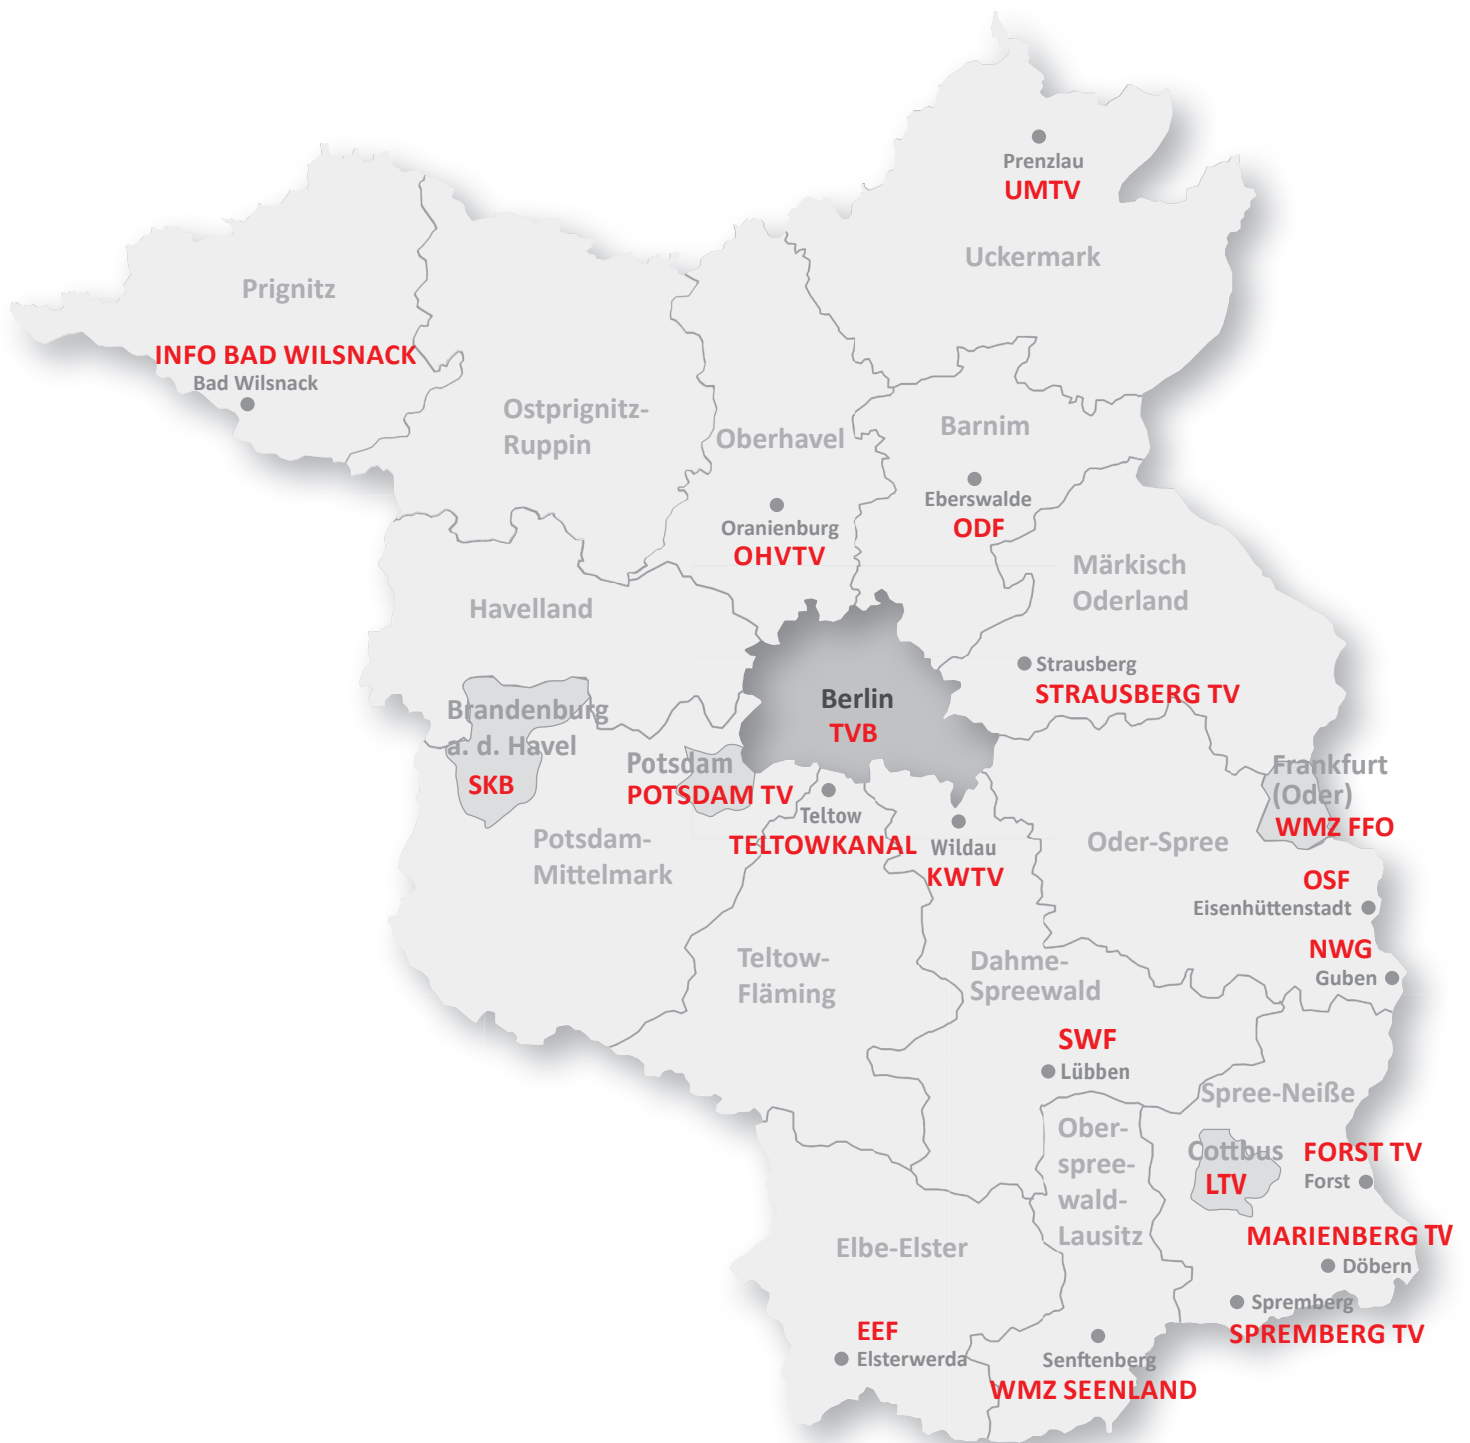 Prenzlau
UMTV
Uckermark
Prignitz
INFO BAD WILSNACK
Bad Wilsnack
Ostprignitz-
Ruppin
Oberhavel
Barnim
Oranienburg
OHVTV
Eberswalde
ODF
Märkisch
Oderland
Havelland
Strausberg
STRAUSBERG TV
Berlin
TVB
Brandenburg
a. d. Havel
SKB
Potsdam
POTSDAM TV
Teltow
TELTOWKANAL
Wildau
KWTV
Frankfurt
(Oder)
WMZ FFO
Oder-Spree
Potsdam-
Mittelmark
OSF
Eisenhüttenstadt
NWG
Guben
Teltow-
Fläming
Dahme-
Spreewald
SWF
Lübben
Spree-Neiße
Ober-
spree-
wald-
Lausitz
Cottbus
LTV
FORST TV
Forst
MARIENBERG TV
Döbern
Spremberg
SPREMBERG TV
Elbe-Elster
EEF
Elsterwerda
Senftenberg
WMZ SEENLAND